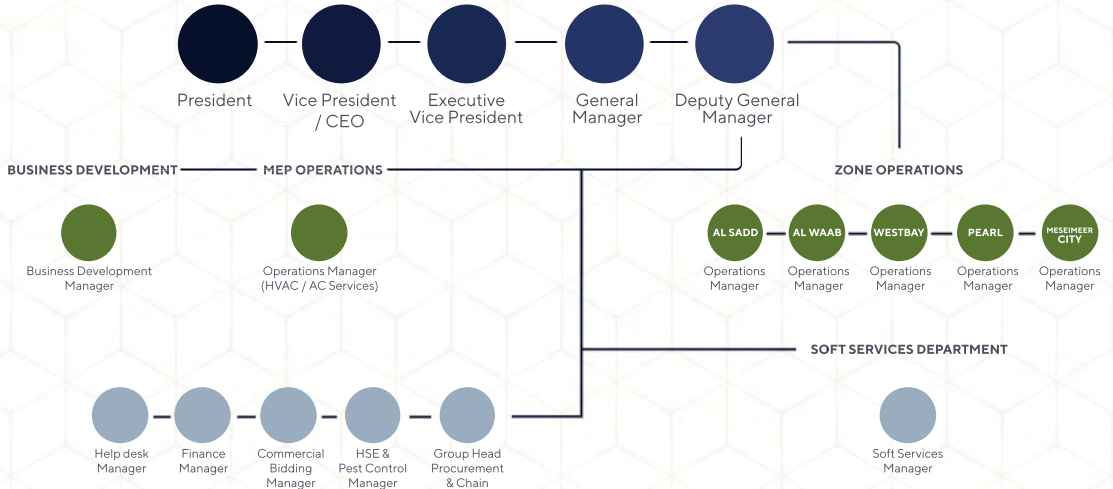 President
Vice President
/ CEO
Executive
Vice President
General
Manager
Deputy General
Manager
BUSINESS DEVELOPMENT
MEP OPERATIONS
ZONE OPERATIONS
AL SADD
AL WAAB
WESTBAY
PEARL
MESEIMEER
CITY
Business Development
Manager
Operations Manager
(HVAC / AC Services)
Operations
Manager
Operations
Manager
Operations
Manager
Operations
Manager
Operations
Manager
SOFT SERVICES DEPARTMENT
Help desk
Manager
Finance
Manager
Commercial
Bidding
Manager
HSE &
Pest Control
Manager
Group Head
Procurement
& Chain
Soft Services
Manager